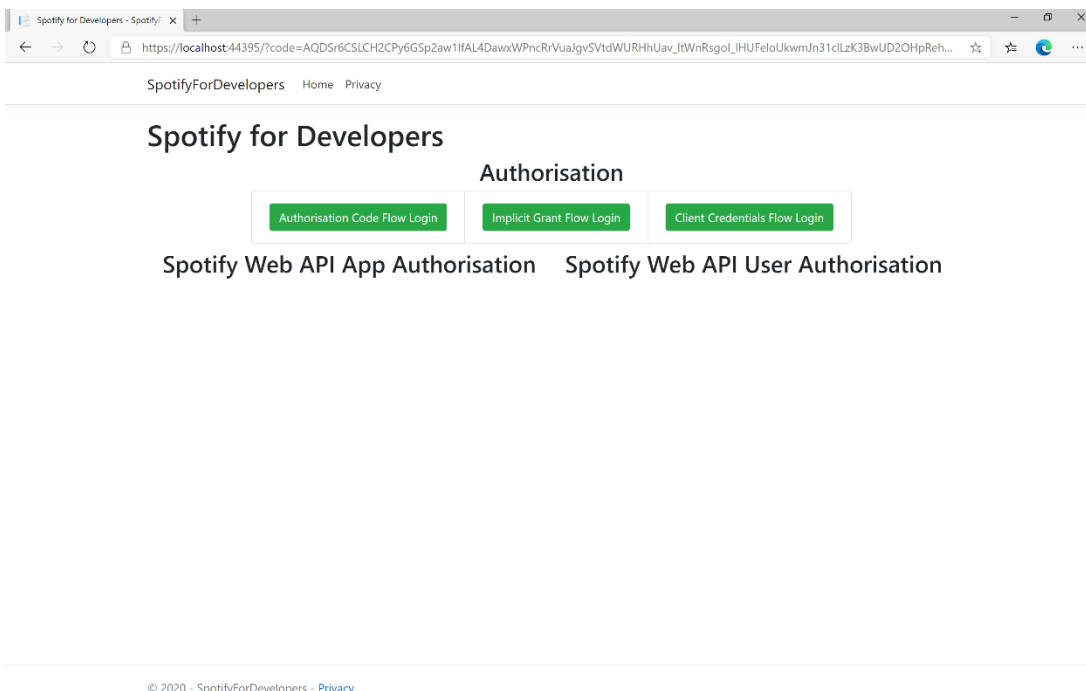 Spotify for Developers - SpotifyF
https://localhost:44395/?code=AQDSr6CSLCH2CPy6GSp2aw1IfAL4DawxWPncRrVuaJgvSVtdWURHhUav_ltWnRsgol_lHUFeloUkwmJn31clLzK3BwUD2OHpReh...
SpotifyForDevelopers Home Privacy
Spotify for Developers
Authorisation
Authorisation Code Flow Login Implicit Grant Flow Login Client Credentials Flow Login
Spotify Web API App Authorisation Spotify Web API User Authorisation
© 2020 - SpotifyForDevelopers - Privacy